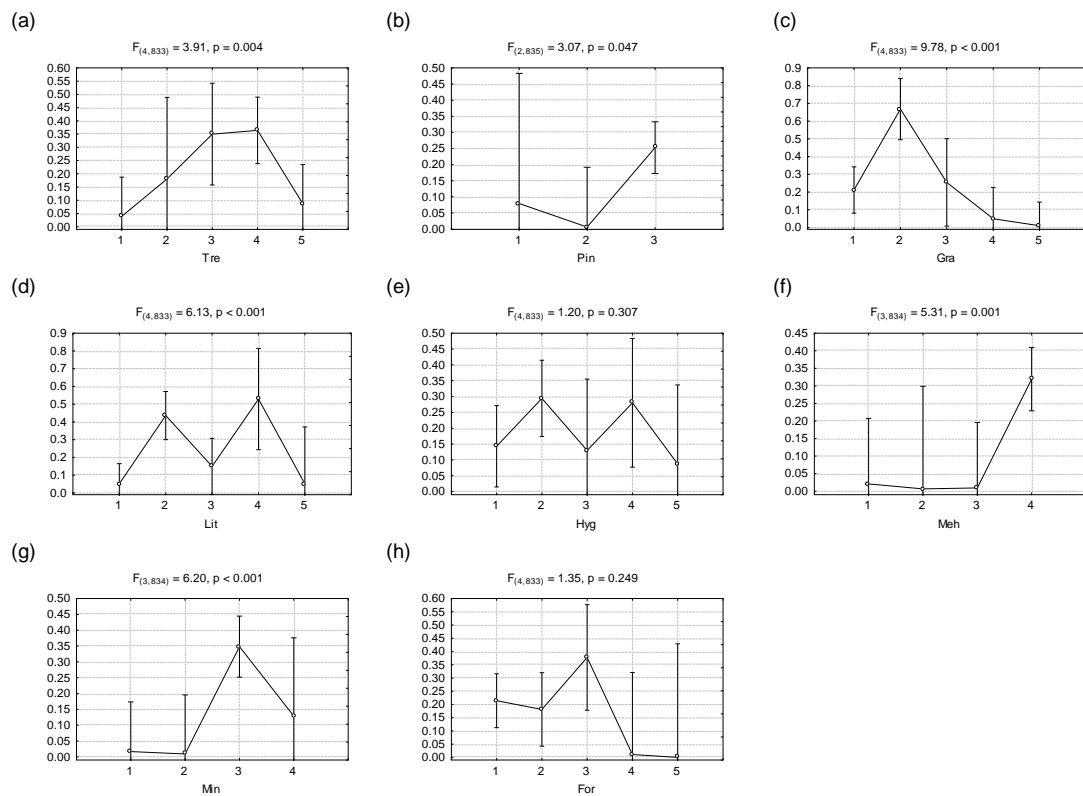 (a)
F(4,833) = 3.91, p = 0.004
0.60
0.55
0.50
0.45
0.40
0.35
0.30
0.25
0.20
0.15
0.10
0.05
0.00
1 2 3 4 5
Tre
(b)
F(2,835) = 3.07, p = 0.047
0.50
0.45
0.40
0.35
0.30
0.25
0.20
0.15
0.10
0.05
0.00
1 2 3
Pin
(c)
F(4,833) = 9.78, p < 0.001
0.9
0.8
0.7
0.6
0.5
0.4
0.3
0.2
0.1
0.0
1 2 3 4 5
Gra
(d)
F(4,833) = 6.13, p < 0.001
0.9
0.8
0.7
0.6
0.5
0.4
0.3
0.2
0.1
0.0
1 2 3 4 5
Lit
(e)
F(4,833) = 1.20, p = 0.307
0.50
0.45
0.40
0.35
0.30
0.25
0.20
0.15
0.10
0.05
0.00
1 2 3 4 5
Hyg
(f)
F(3,834) = 5.31, p = 0.001
0.45
0.40
0.35
0.30
0.25
0.20
0.15
0.10
0.05
0.00
1 2 3 4
Meh
(g)
F(3,834) = 6.20, p < 0.001
0.50
0.45
0.40
0.35
0.30
0.25
0.20
0.15
0.10
0.05
0.00
1 2 3 4
Min
(h)
F(4,833) = 1.35, p = 0.249
0.60
0.55
0.50
0.45
0.40
0.35
0.30
0.25
0.20
0.15
0.10
0.05
0.00
1 2 3 4 5
For